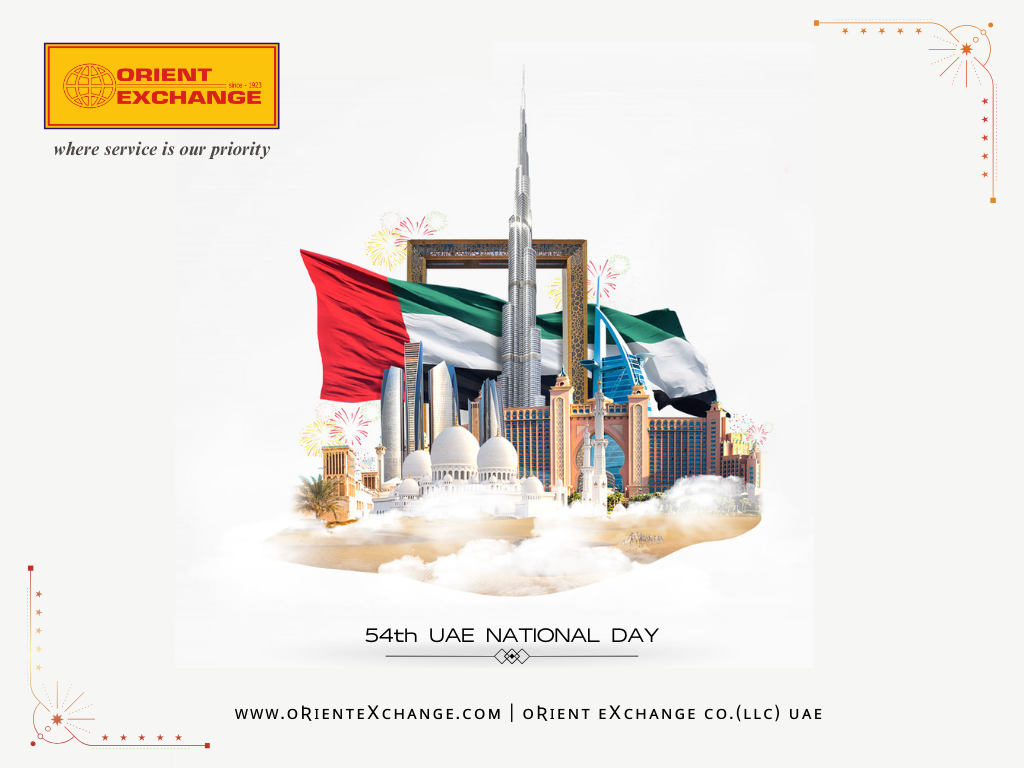 ORIENT
since - 1923
EXCHANGE
where service is our priority
54th UAE NATIONAL DAY
WWW.ORIENTEXCHANGE.COM | ORIENT EXCHANGE CO.(LLC) UAE